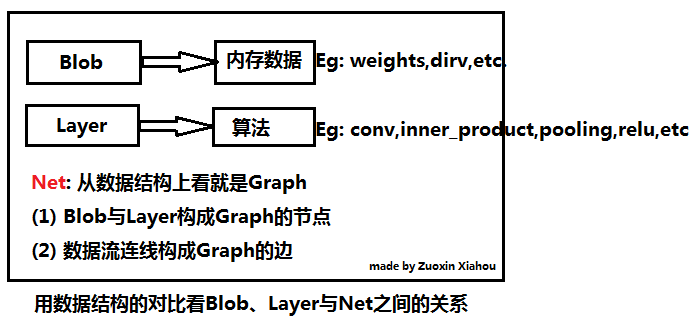 Blob 内存数据 Eg: weights,dirv,etc.
Layer 算法 Eg: conv,inner_product,pooling,relu,etc
Net: 从数据结构上看就是Graph
(1) Blob与Layer构成Graph的节点
(2) 数据流连线构成Graph的边
made by Zuoxin Xiahou
用数据结构的对比看Blob、Layer与Net之间的关系